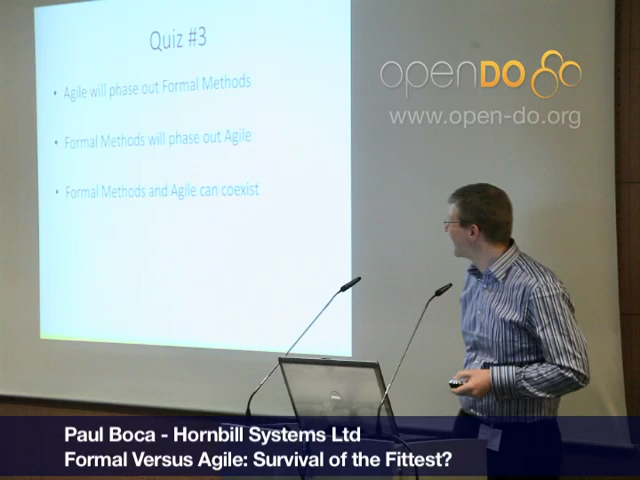 Quiz #3
• Agile will phase out Formal Methods
• Formal Methods will phase out Agile
• Formal Methods and Agile can coexist
openDO
www.open-do.org
Paul Boca - Hornbill Systems Ltd
Formal Versus Agile: Survival of the Fittest?